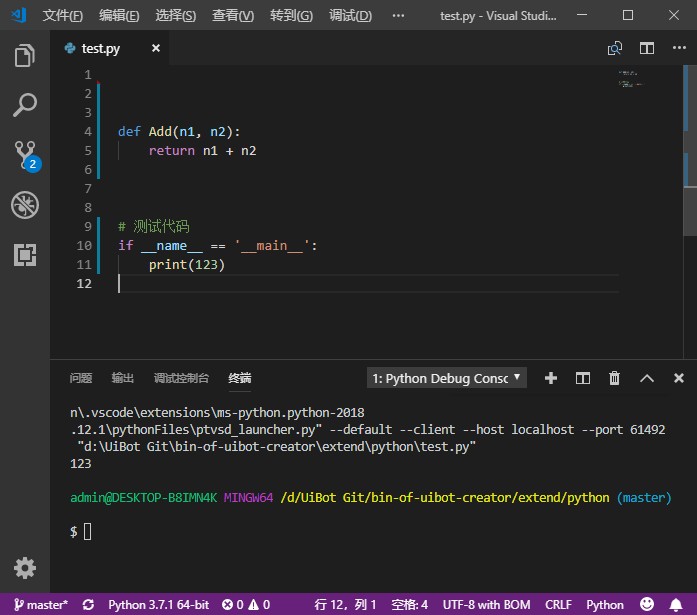 文件(F) 编辑(E) 选择(S) 查看(V) 转到(G) 调试(D) ··· test.py - Visual Studi...
test.py
1
2
3
4 def Add(n1, n2):
5 return n1 + n2
6
7
8
9 # 测试代码
10 if __name__ == '__main__':
11 print(123)
12
2
问题 输出 调试控制台 终端 1: Python Debug Consc
n\.vscode\extensions\ms-python.python-2018
.12.1\pythonFiles\ptvsd_launcher.py" --default --client --host localhost --port 61492
"d:\UiBot Git\bin-of-uibot-creator\extend\python\test.py"
123
admin@DESKTOP-B8IMN4K MINGW64 /d/UiBot Git/bin-of-uibot-creator/extend/python (master)
$
master* Python 3.7.1 64-bit 0 0 行 12，列 1 空格: 4 UTF-8 with BOM CRLF Python